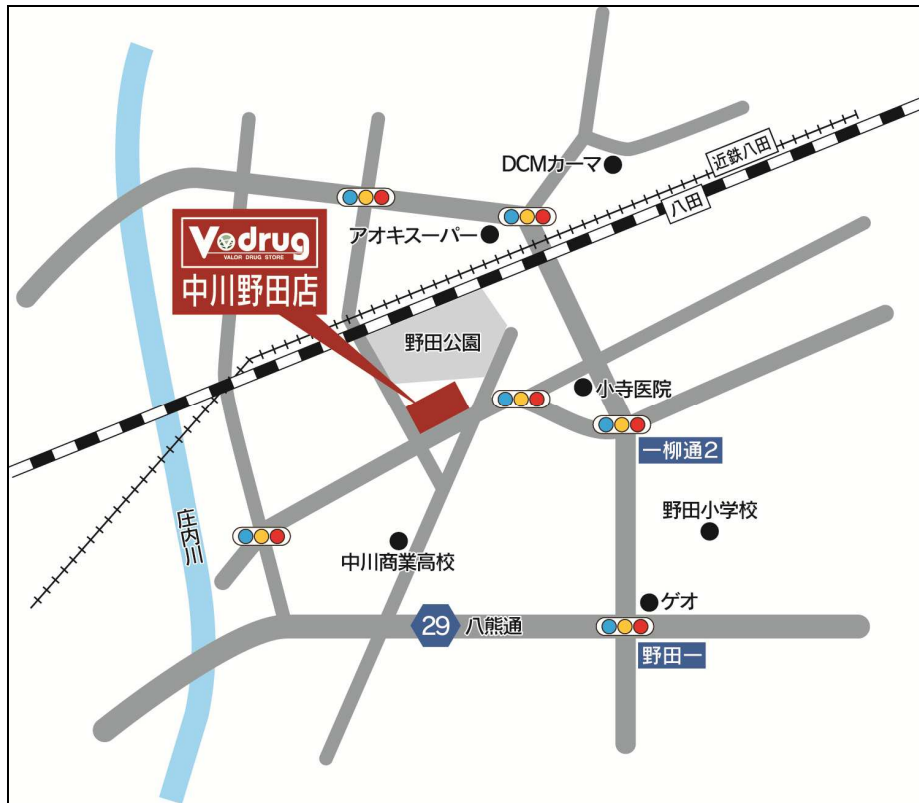 DCMカーマ
近鉄八田
八田
アオキスーパー
V・drug
VALOR DRUG STORE
中川野田店
野田公園
小寺医院
一柳通2
野田小学校
庄内川
中川商業高校
ゲオ
29
八熊通
野田一